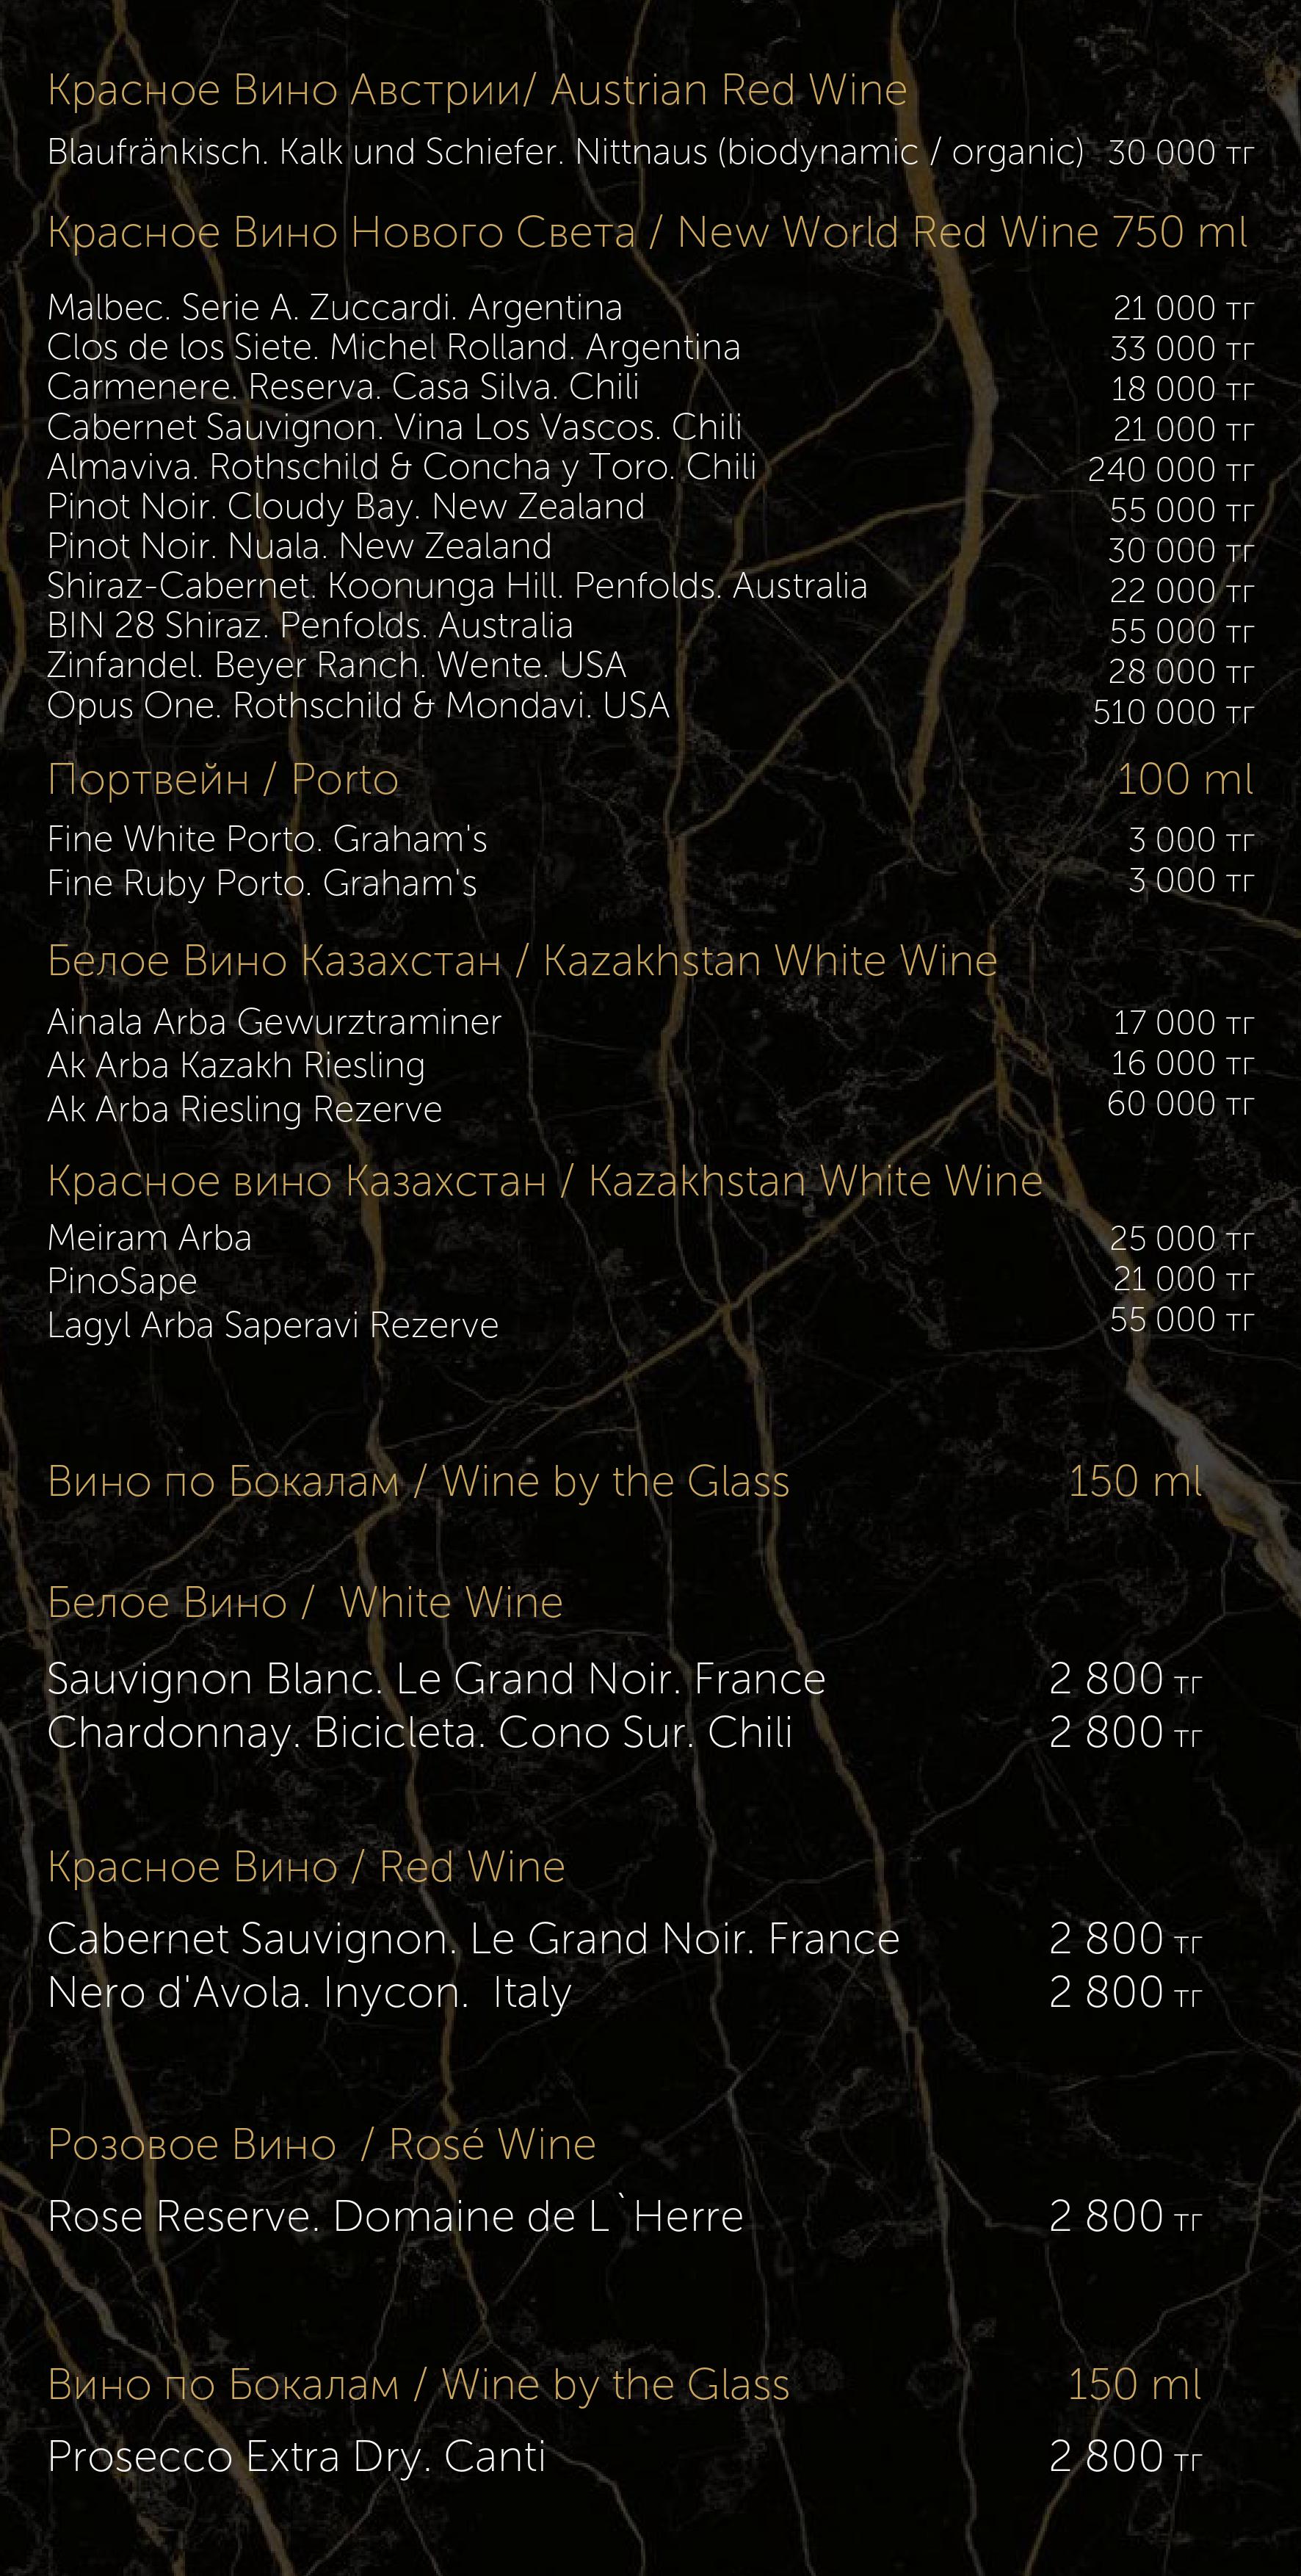 Красное Вино Австрии/ Austrian Red Wine
Blaufränkisch. Kalk und Schiefer. Nittnaus (biodynamic / organic) 30 000 тг
Красное Вино Нового Света / New World Red Wine 750 ml
Malbec. Serie A. Zuccardi. Argentina 21 000 тг
Clos de los Siete. Michel Rolland. Argentina 33 000 тг
Carmenere. Reserva. Casa Silva. Chili 18 000 тг
Cabernet Sauvignon. Vina Los Vascos. Chili 21 000 тг
Almaviva. Rothschild & Concha y Toro. Chili 240 000 тг
Pinot Noir. Cloudy Bay. New Zealand 55 000 тг
Pinot Noir. Nuala. New Zealand 30 000 тг
Shiraz-Cabernet. Koonunga Hill. Penfolds. Australia 22 000 тг
BIN 28 Shiraz. Penfolds. Australia 55 000 тг
Zinfandel. Beyer Ranch. Wente. USA 28 000 тг
Opus One. Rothschild & Mondavi. USA 510 000 тг
Портвейн / Porto 100 ml
Fine White Porto. Graham's 3 000 тг
Fine Ruby Porto. Graham's 3 000 тг
Белое Вино Казахстан / Kazakhstan White Wine
Ainala Arba Gewurztraminer 17 000 тг
Ak Arba Kazakh Riesling 16 000 тг
Ak Arba Riesling Rezerve 60 000 тг
Красное вино Казахстан / Kazakhstan White Wine
Meiram Arba 25 000 тг
PinoSape 21 000 тг
Lagyl Arba Saperavi Rezerve 55 000 тг
Вино по Бокалам / Wine by the Glass 150 ml
Белое Вино / White Wine
Sauvignon Blanc. Le Grand Noir. France 2 800 тг
Chardonnay. Bicicleta. Cono Sur. Chili 2 800 тг
Красное Вино / Red Wine
Cabernet Sauvignon. Le Grand Noir. France 2 800 тг
Nero d'Avola. Inycon. Italy 2 800 тг
Розовое Вино / Rosé Wine
Rose Reserve. Domaine de L`Herre 2 800 тг
Вино по Бокалам / Wine by the Glass 150 ml
Prosecco Extra Dry. Canti 2 800 тг